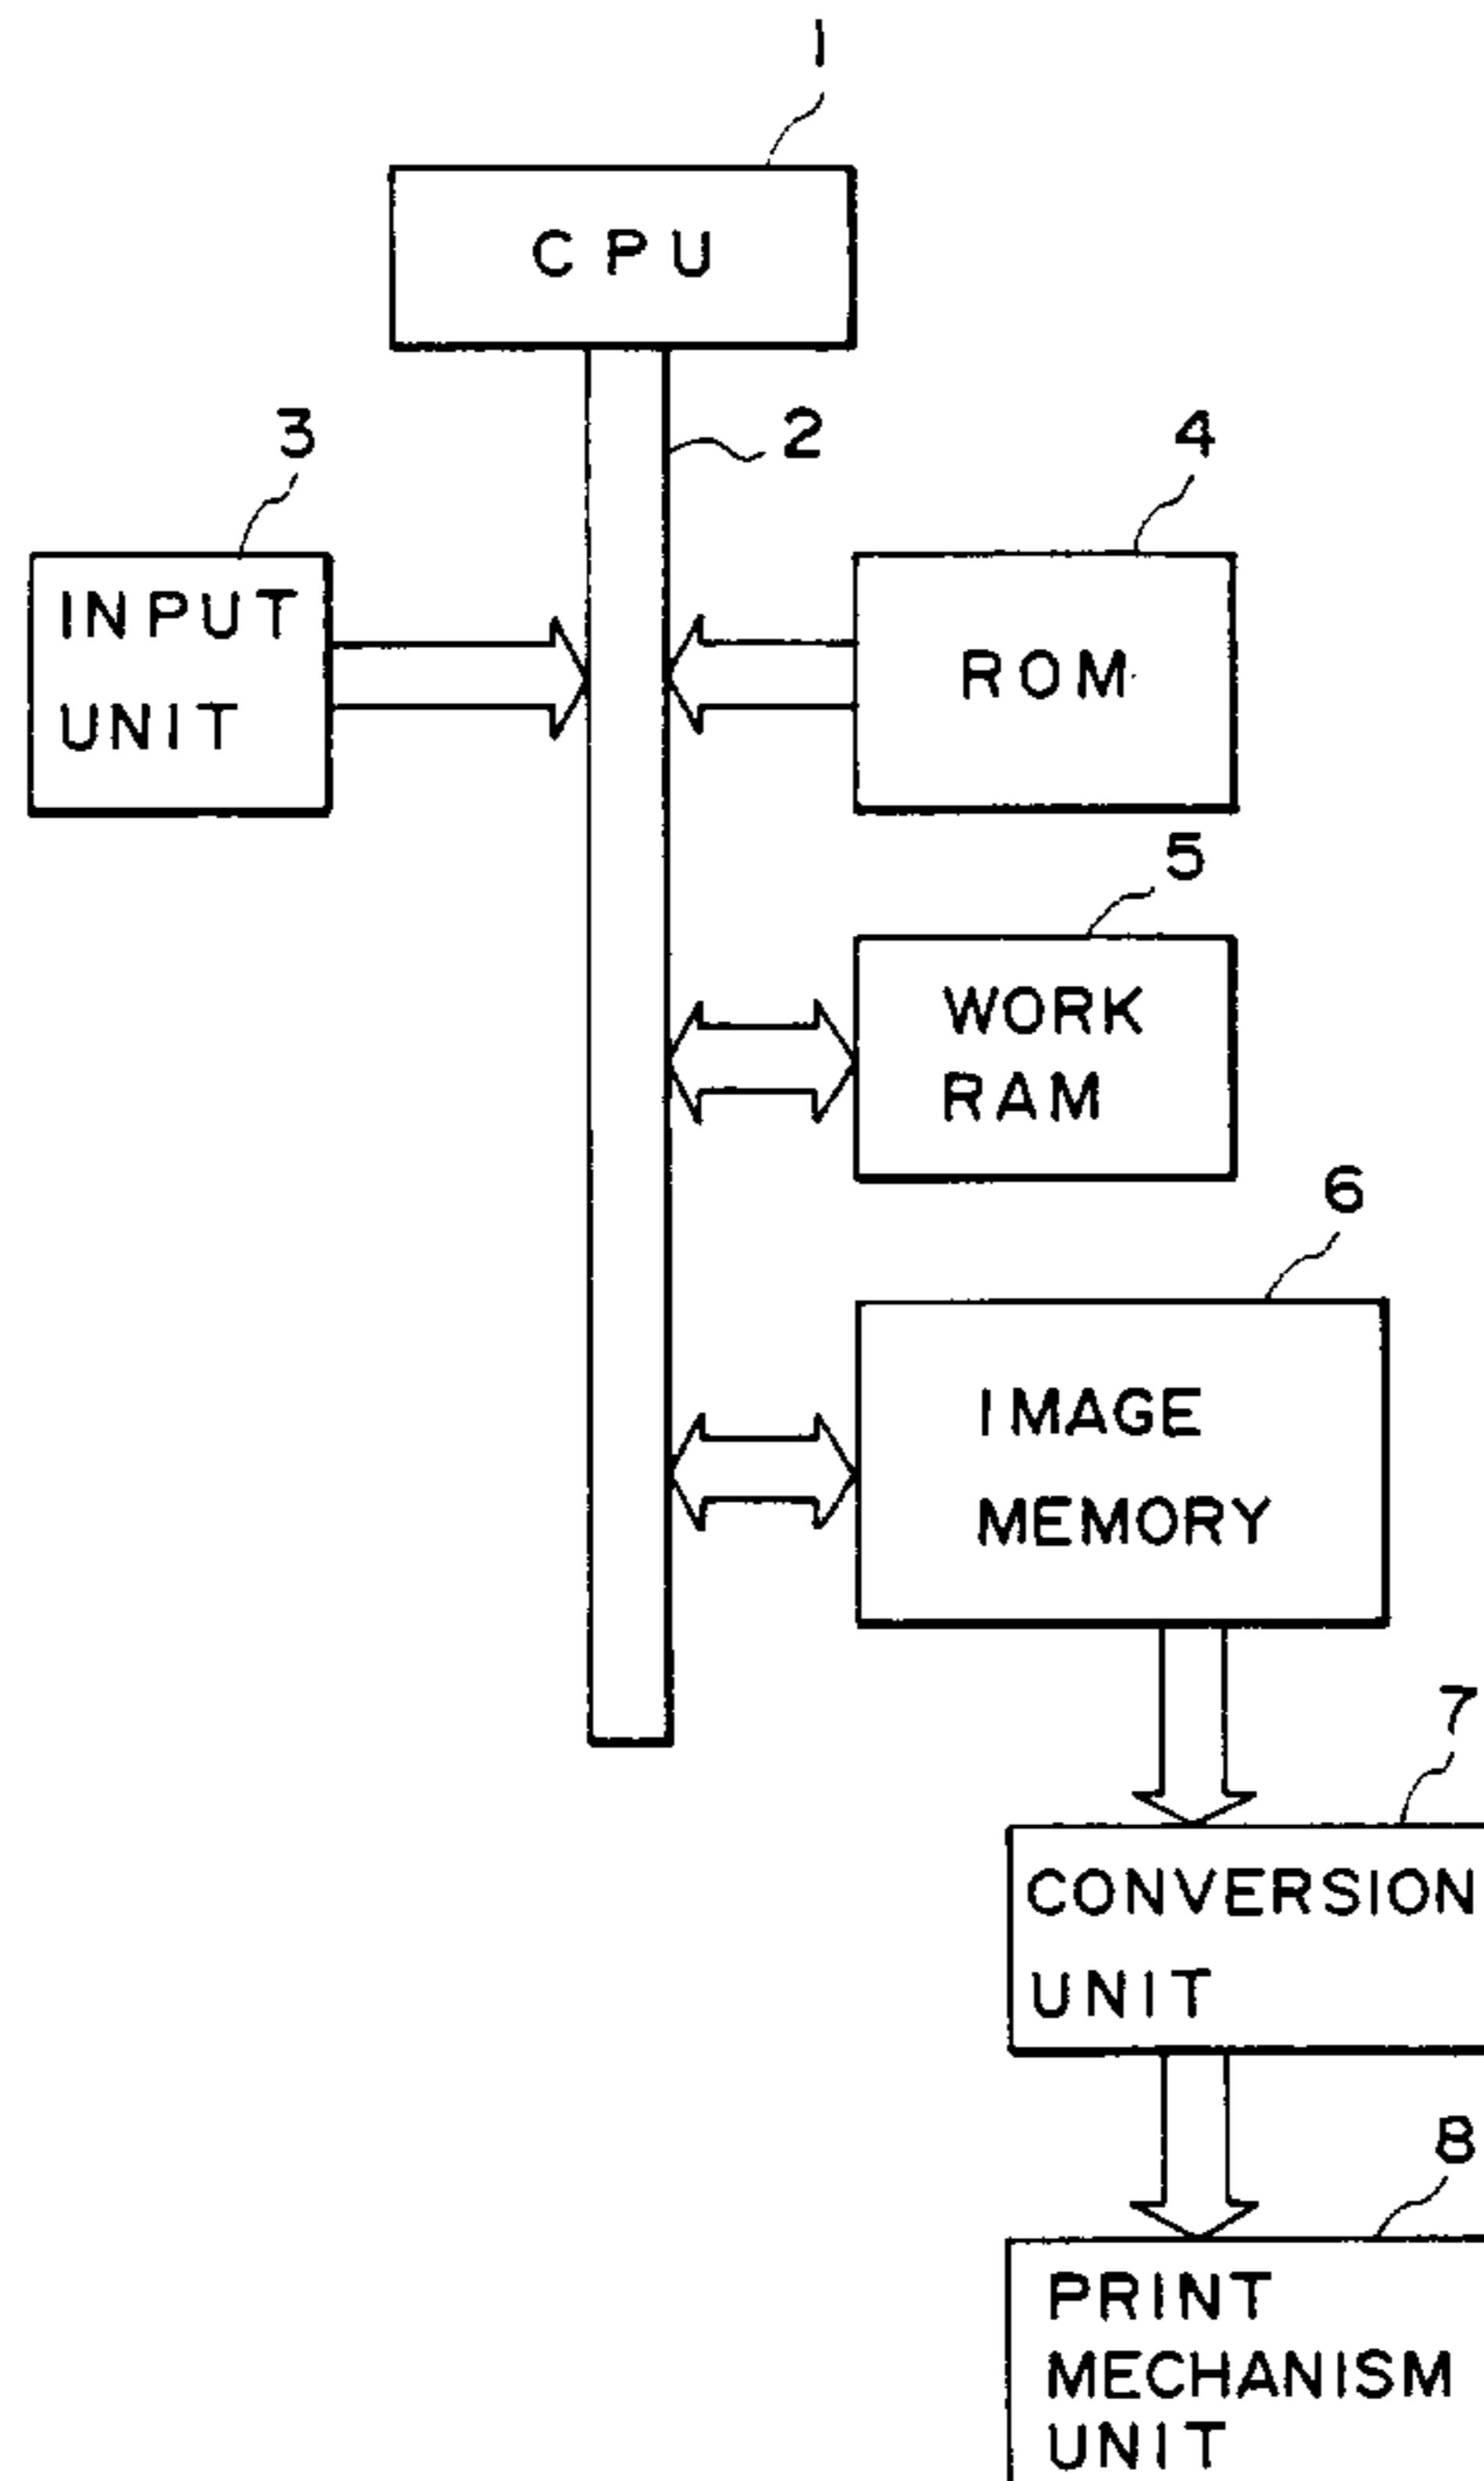 1
CPU
3
2
4
INPUT
UNIT
ROM
5
WORK
RAM
6
IMAGE
MEMORY
7
CONVERSION
UNIT
8
PRINT
MECHANISM
UNIT